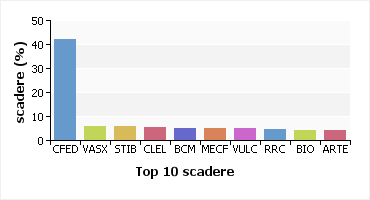 scadere (%)
50
40
30
20
10
0
CFED VASX STIB CLEL BCM MECF VULC RRC BIO ARTE
Top 10 scadere